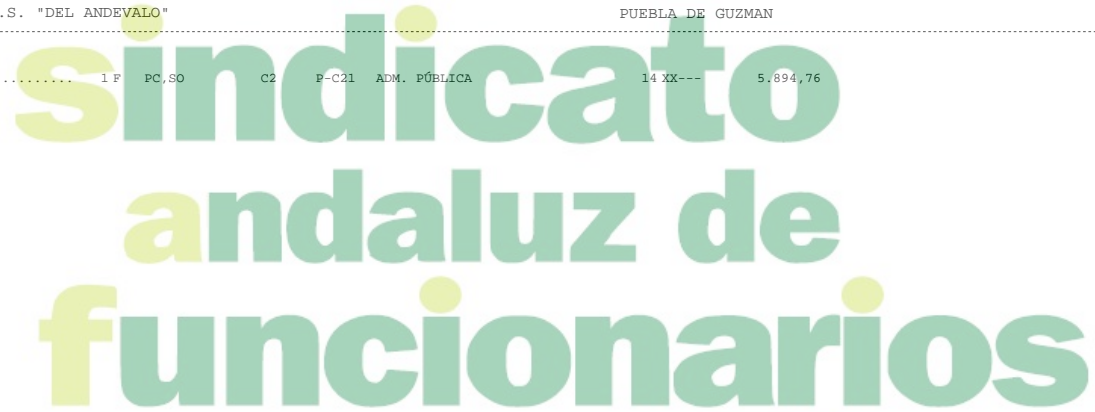 .S. "DEL ANDEVALO" PUEBLA DE GUZMAN
......... 1 F PC,SO C2 P-C21 ADM. PÚBLICA 14 XX--- 5.894,76
sindicato
andaluz de
funcionarios